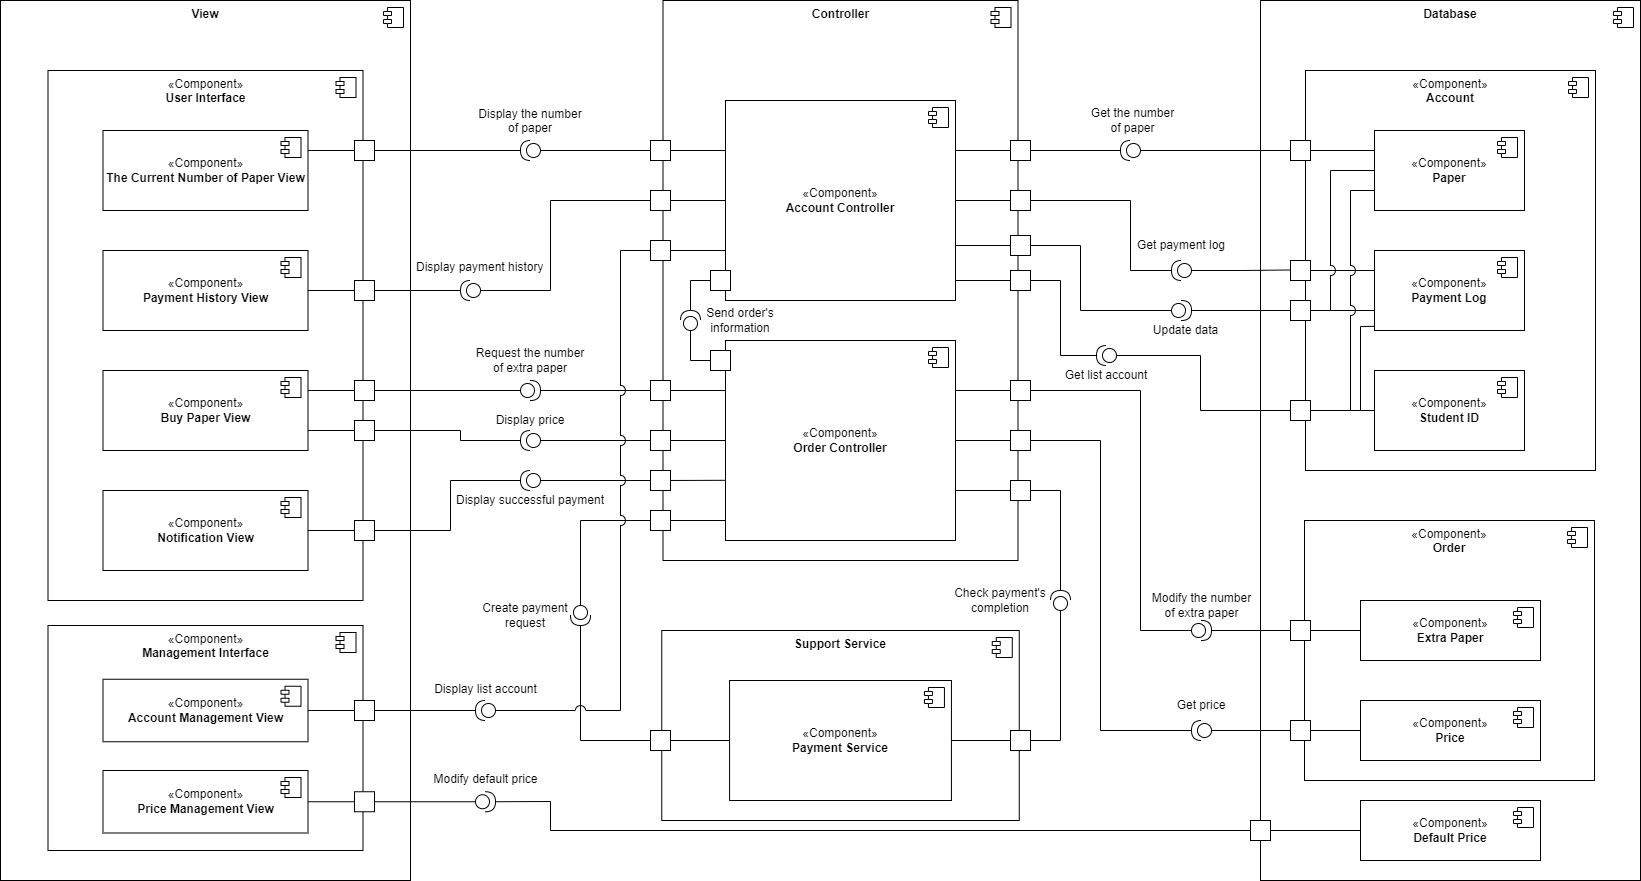 View
«Component»
User Interface
«Component»
The Current Number of Paper View
«Component»
Payment History View
«Component»
Buy Paper View
«Component»
Notification View
«Component»
Management Interface
«Component»
Account Management View
«Component»
Price Management View
Display the number
of paper
Display payment history
Request the number
of extra paper
Display price
Display successful payment
Create payment
request
Display list account
Modify default price
Controller
«Component»
Account Controller
Send order's
information
«Component»
Order Controller
Support Service
«Component»
Payment Service
Get the number
of paper
Get payment log
Update data
Get list account
Check payment's
completion
Modify the number
of extra paper
Get price
Database
«Component»
Account
«Component»
Paper
«Component»
Payment Log
«Component»
Student ID
«Component»
Order
«Component»
Extra Paper
«Component»
Price
«Component»
Default Price